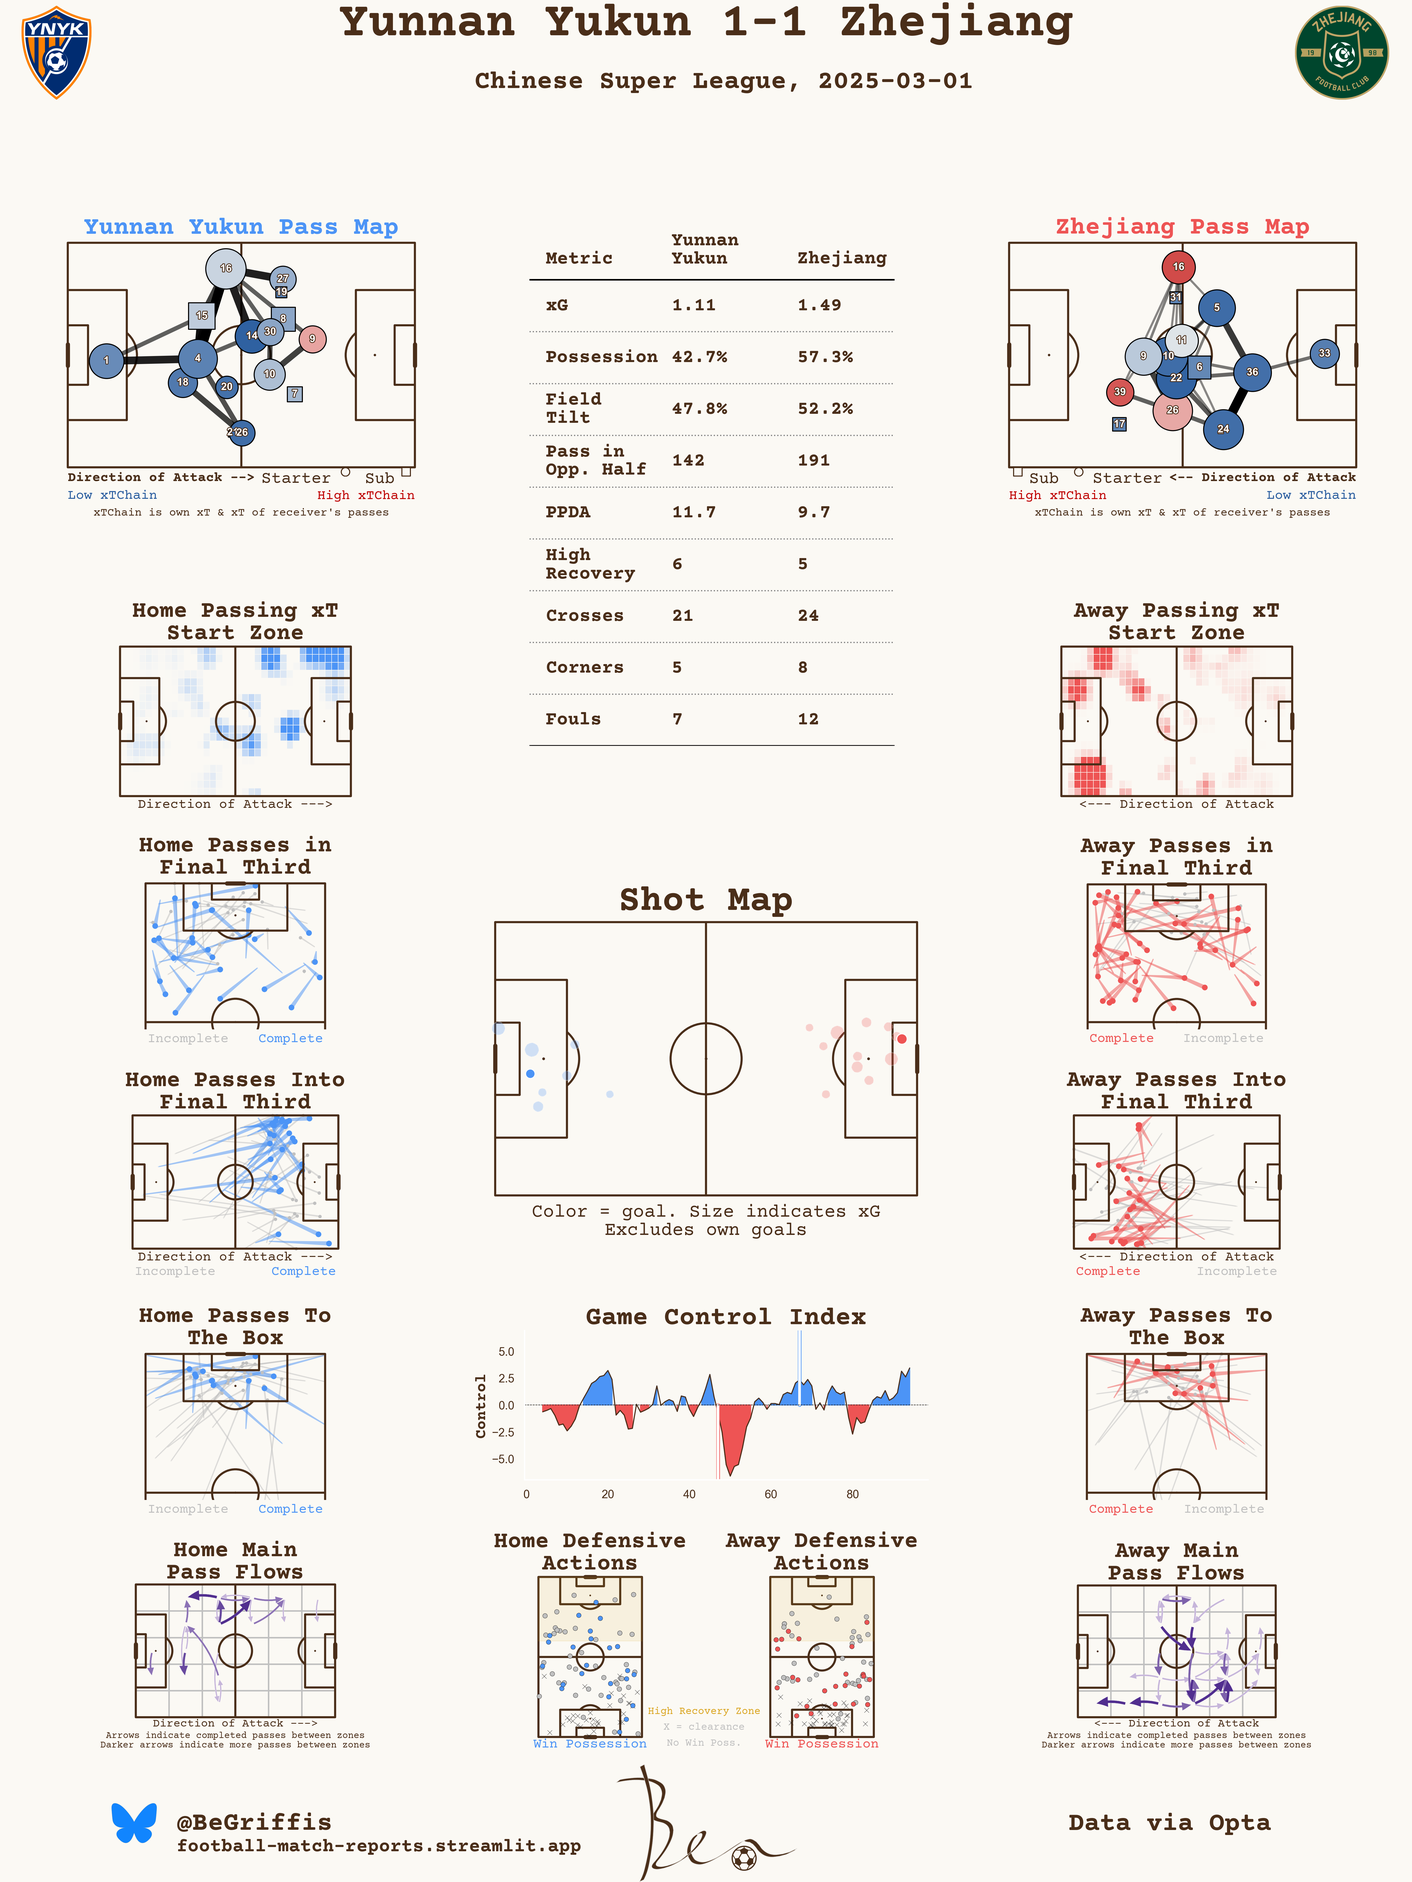 Yunnan Yukun 1-1 Zhejiang
Chinese Super League, 2025-03-01
YNYK
ZHEJIANG
19 98
FOOTBALL CLUB
Yunnan Yukun Pass Map
16
27
19
15
8
14
30
9
1
4
10
18
20
7
26
Direction of Attack --> Starter Sub
Low xTChain High xTChain
xTChain is own xT & xT of receiver's passes
Metric Yunnan Yukun Zhejiang
xG 1.11 1.49
Possession 42.7% 57.3%
Field Tilt 47.8% 52.2%
Pass in Opp. Half 142 191
PPDA 11.7 9.7
High Recovery 6 5
Crosses 21 24
Corners 5 8
Fouls 7 12
Zhejiang Pass Map
16
31
5
11
9
10
6
33
22
36
39
26
17
24
Sub Starter <-- Direction of Attack
High xTChain Low xTChain
xTChain is own xT & xT of receiver's passes
Home Passing xT
Start Zone
Direction of Attack --->
Away Passing xT
Start Zone
<--- Direction of Attack
Home Passes in
Final Third
Incomplete Complete
Away Passes in
Final Third
Complete Incomplete
Shot Map
Color = goal. Size indicates xG
Excludes own goals
Home Passes Into
Final Third
Direction of Attack --->
Incomplete Complete
Away Passes Into
Final Third
<--- Direction of Attack
Complete Incomplete
Home Passes To
The Box
Incomplete Complete
Game Control Index
Control
5.0
2.5
0.0
−2.5
−5.0
0 20 40 60 80
Away Passes To
The Box
Complete Incomplete
Home Main
Pass Flows
Direction of Attack --->
Arrows indicate completed passes between zones
Darker arrows indicate more passes between zones
Home Defensive
Actions
Win Possession
High Recovery Zone
X = clearance
No Win Poss.
Away Defensive
Actions
Win Possession
Away Main
Pass Flows
<--- Direction of Attack
Arrows indicate completed passes between zones
Darker arrows indicate more passes between zones
@BeGriffis
football-match-reports.streamlit.app
Ben
Data via Opta